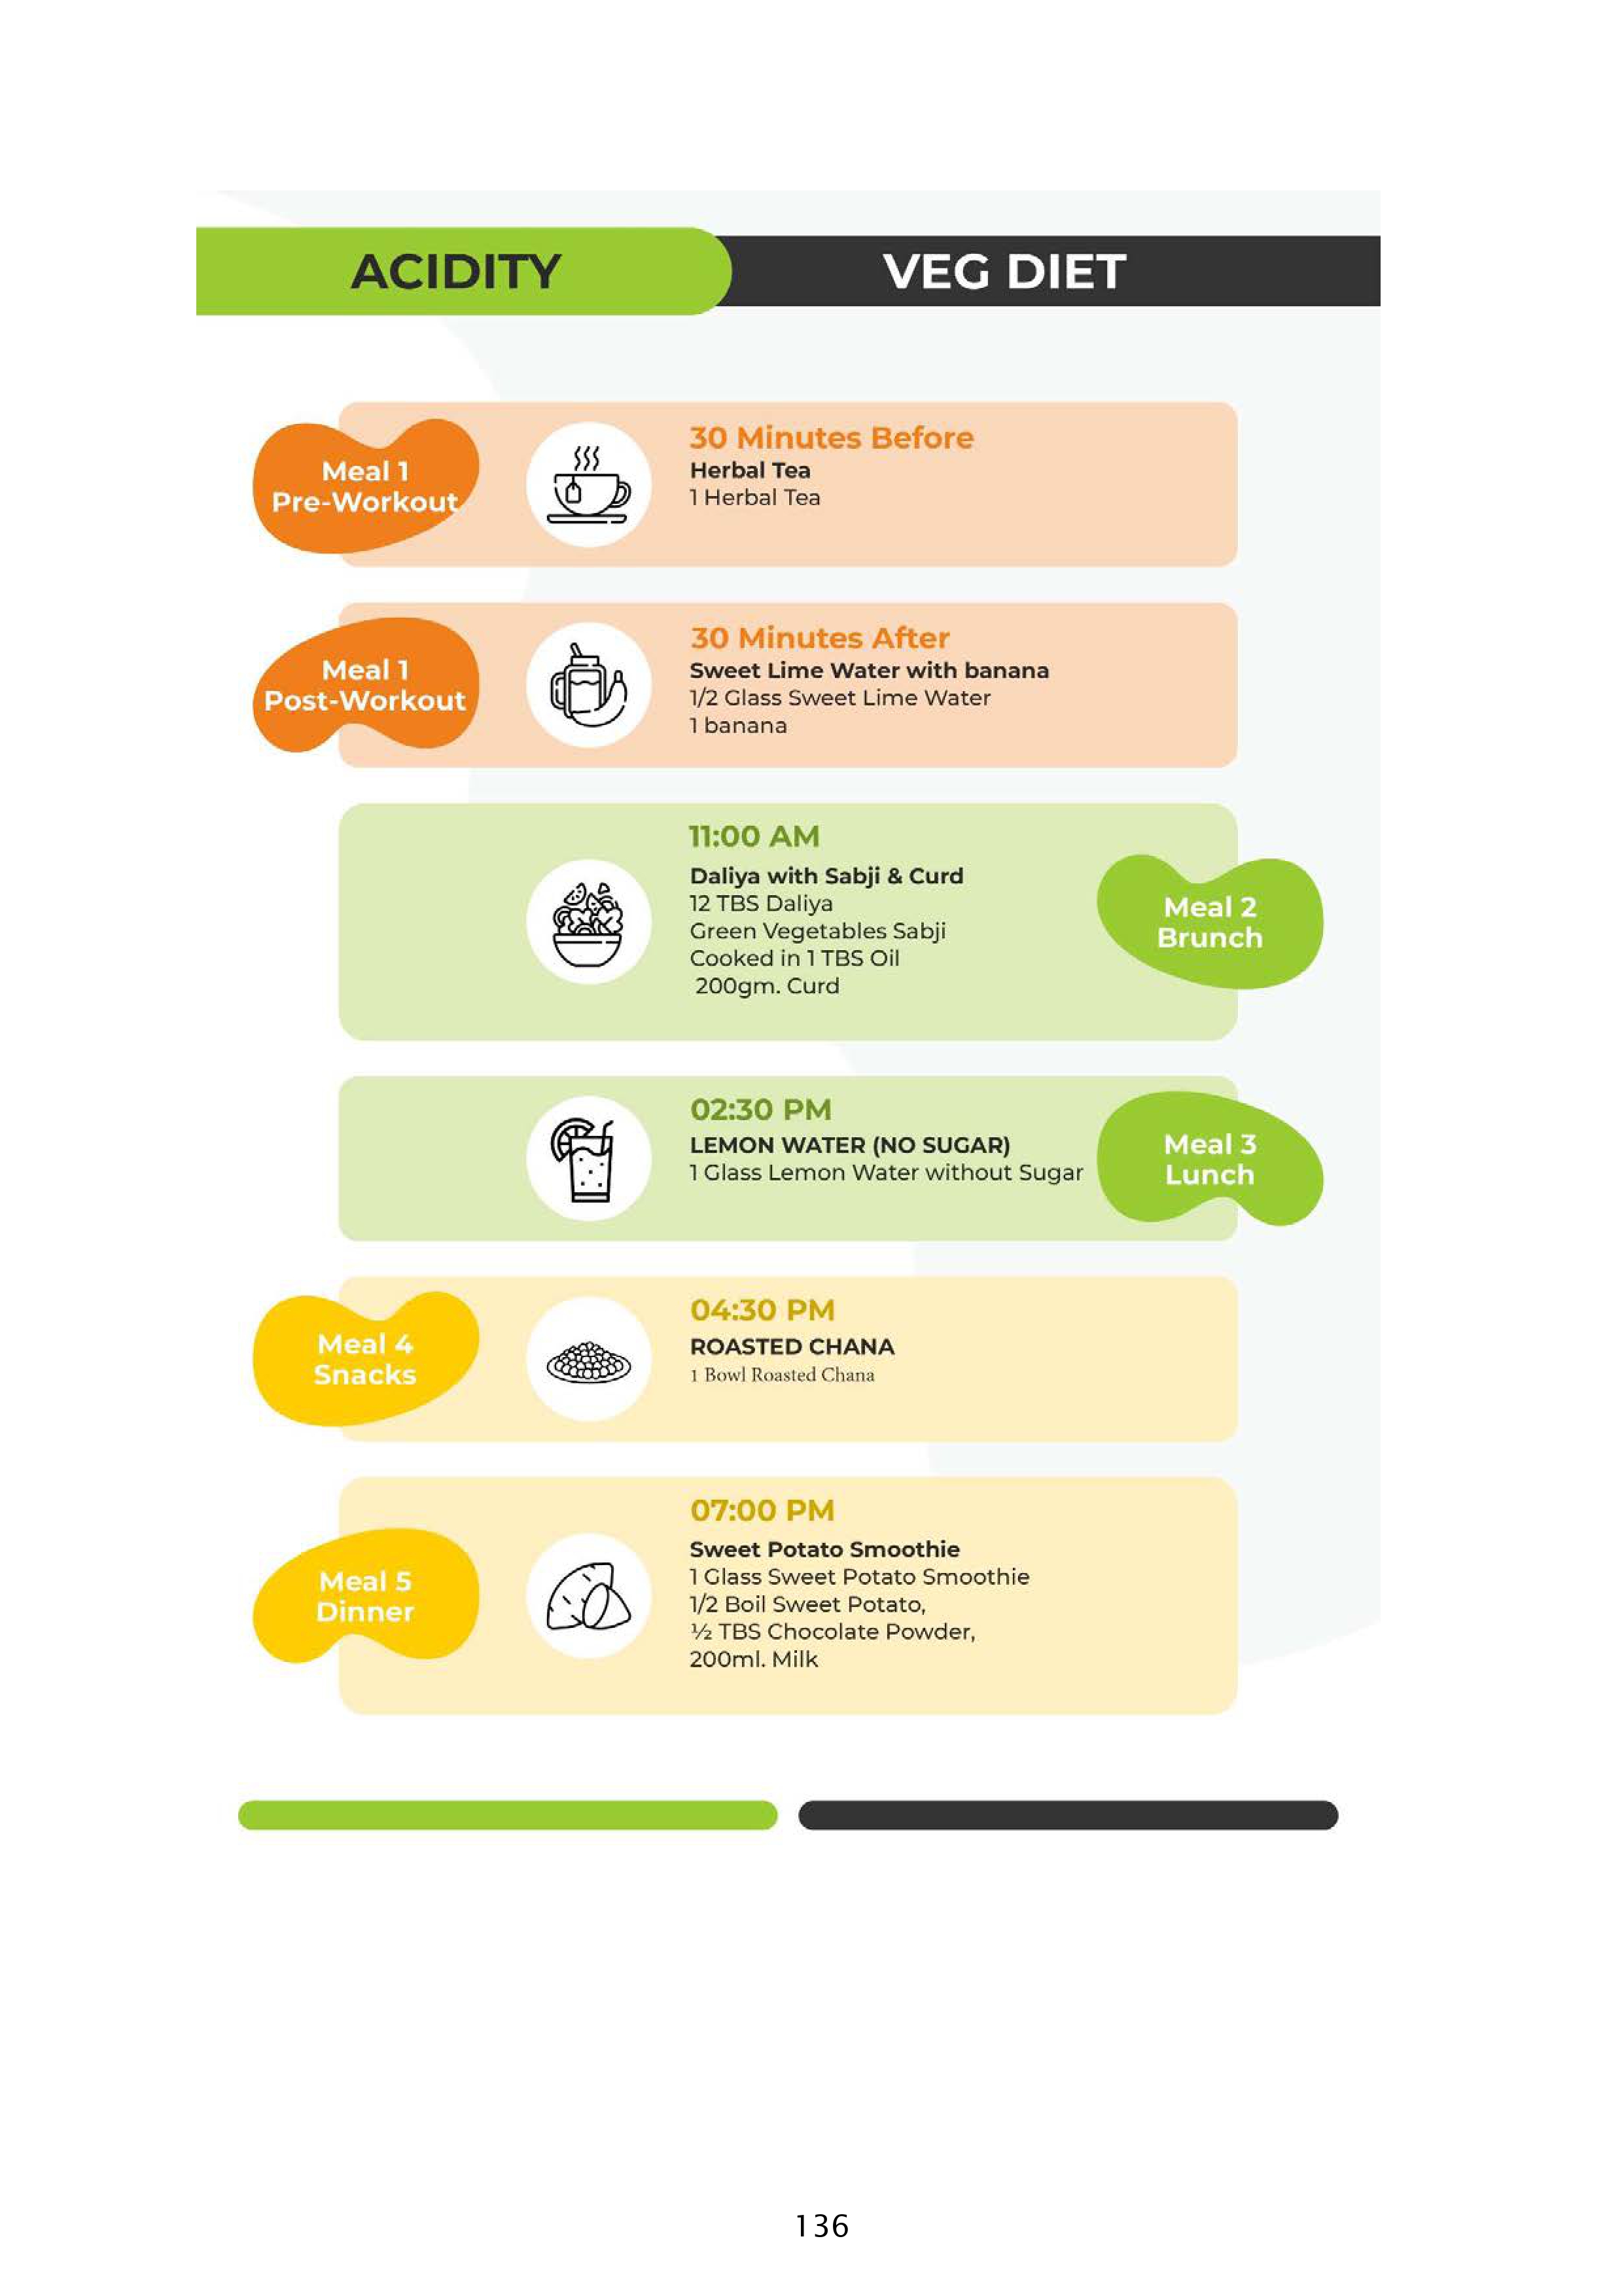 ACIDITY
VEG DIET
Meal 1
Pre-Workout
30 Minutes Before
Herbal Tea
1 Herbal Tea
Meal 1
Post-Workout
30 Minutes After
Sweet Lime Water with banana
1/2 Glass Sweet Lime Water
1 banana
11:00 AM
Daliya with Sabji & Curd
12 TBS Daliya
Green Vegetables Sabji
Cooked in 1 TBS Oil
200gm. Curd
Meal 2
Brunch
02:30 PM
LEMON WATER (NO SUGAR)
1 Glass Lemon Water without Sugar
Meal 3
Lunch
Meal 4
Snacks
04:30 PM
ROASTED CHANA
1 Bowl Roasted Chana
Meal 5
Dinner
07:00 PM
Sweet Potato Smoothie
1 Glass Sweet Potato Smoothie
1/2 Boil Sweet Potato,
½ TBS Chocolate Powder,
200ml. Milk
136